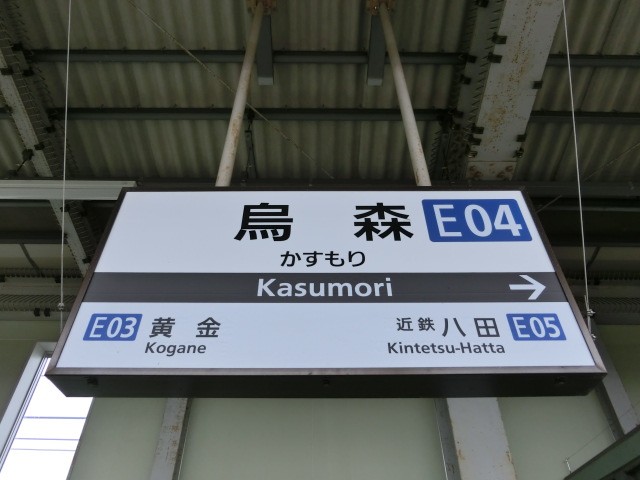 烏森 E04
かすもり
Kasumori →
E03 黄金 近鉄八田 E05
Kogane Kintetsu-Hatta